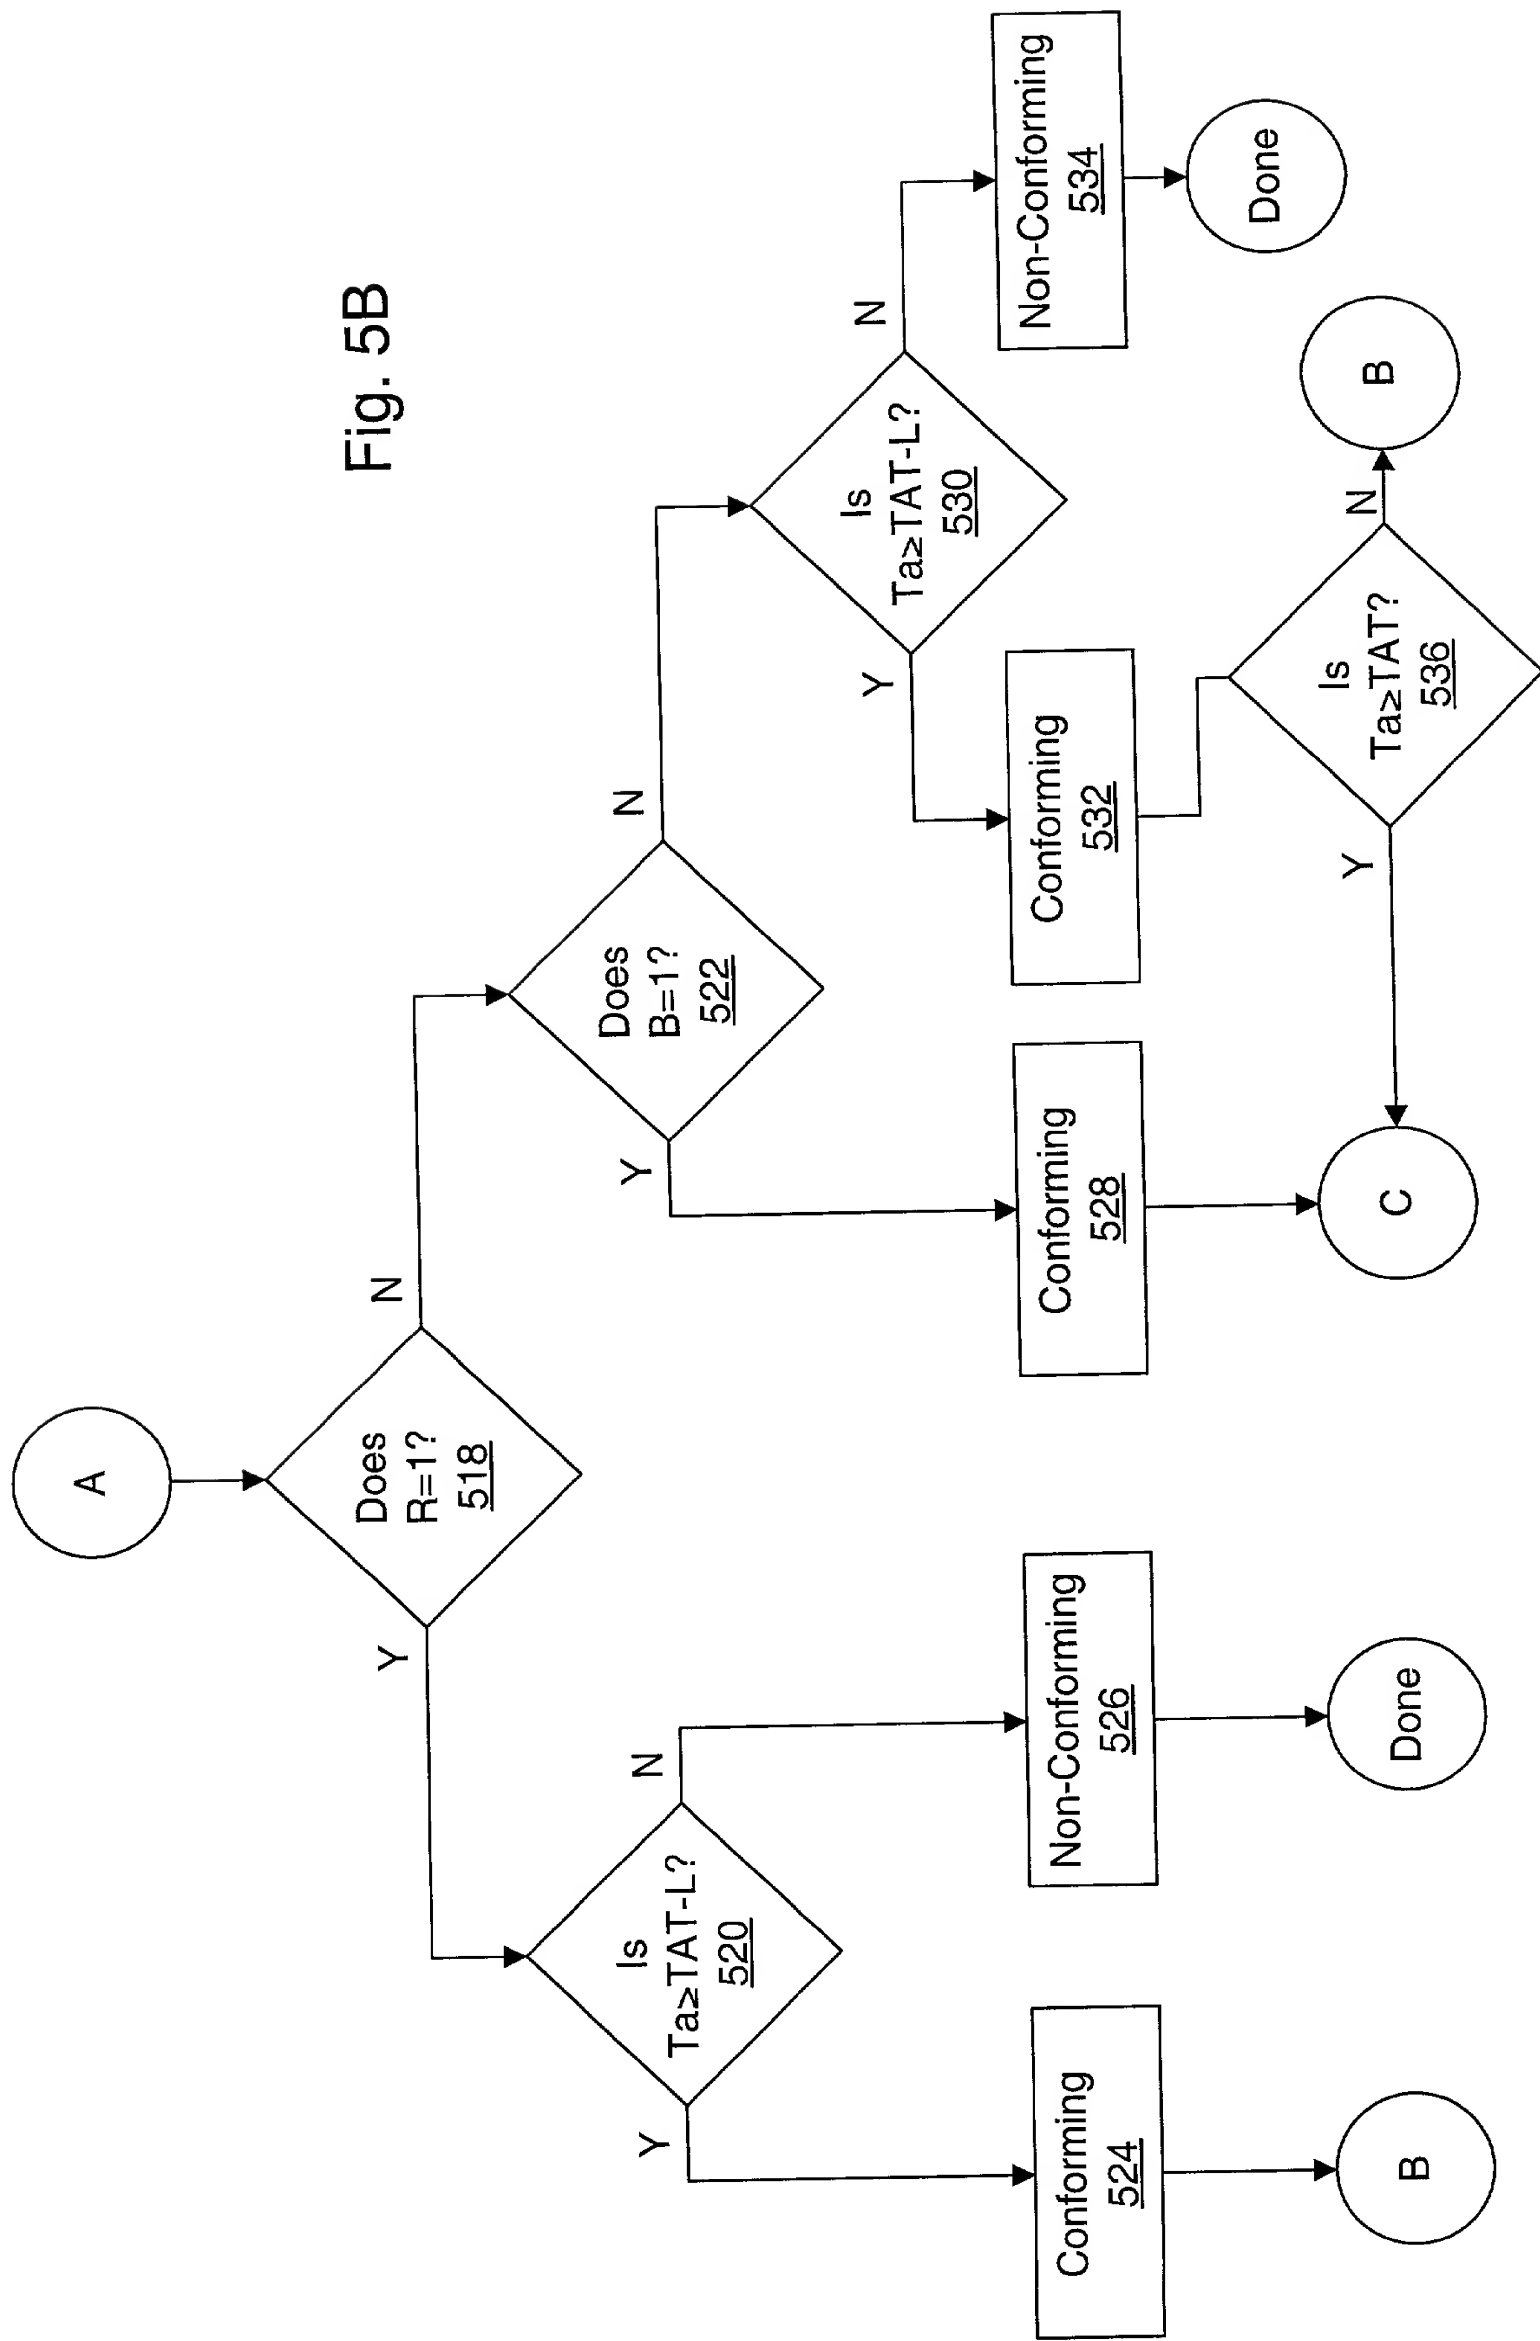 Fig. 5B
A
Does
R=1?
518
Y
N
Is
Ta≥TAT-L?
520
Y
N
Does
B=1?
522
Y
N
Is
Ta≥TAT-L?
530
Y
N
Conforming
524
Non-Conforming
526
Conforming
528
Conforming
532
Non-Conforming
534
B
Done
C
Is
Ta≥TAT?
536
Y
N
B
Done